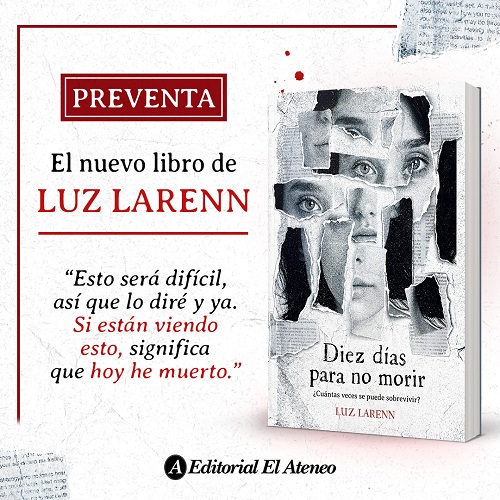 PREVENTA
El nuevo libro de
LUZ LARENN
“Esto será difícil,
así que lo diré y ya.
Si están viendo
esto, significa
que hoy he muerto.”
Diez días
para no morir
¿Cuántas veces se puede sobrevivir?
LUZ LARENN
A Editorial El Ateneo